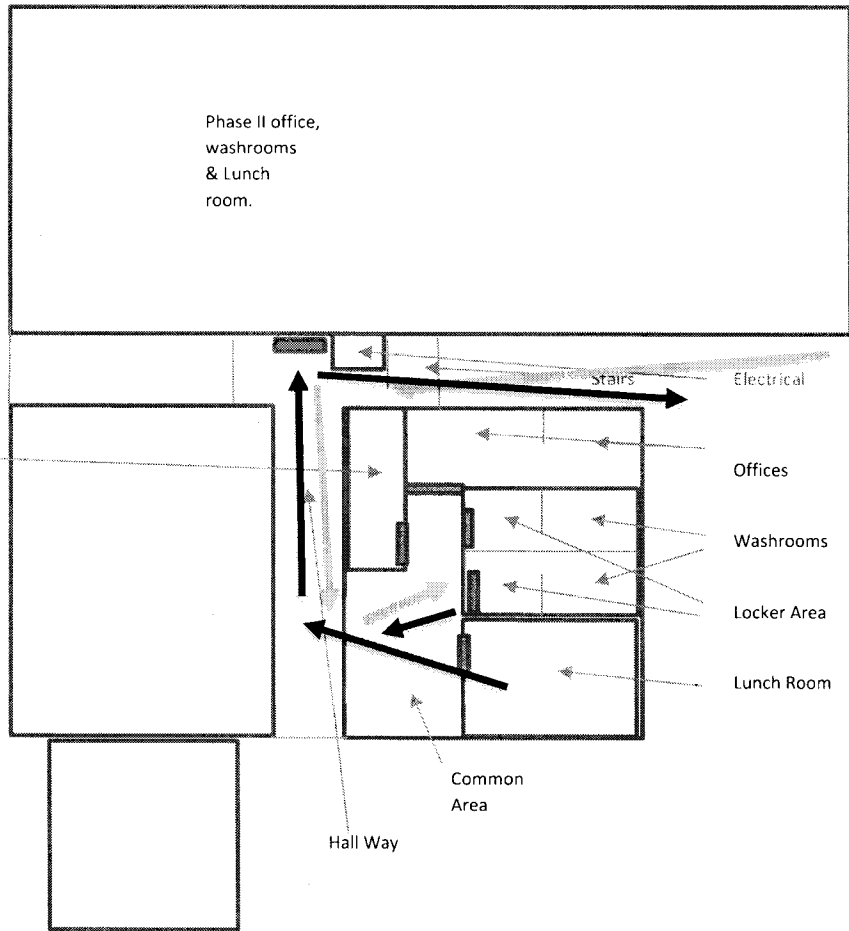 Phase II office,
washrooms
& Lunch
room.
Stairs
Electrical
Offices
Washrooms
Locker Area
Lunch Room
Common
Area
Hall Way